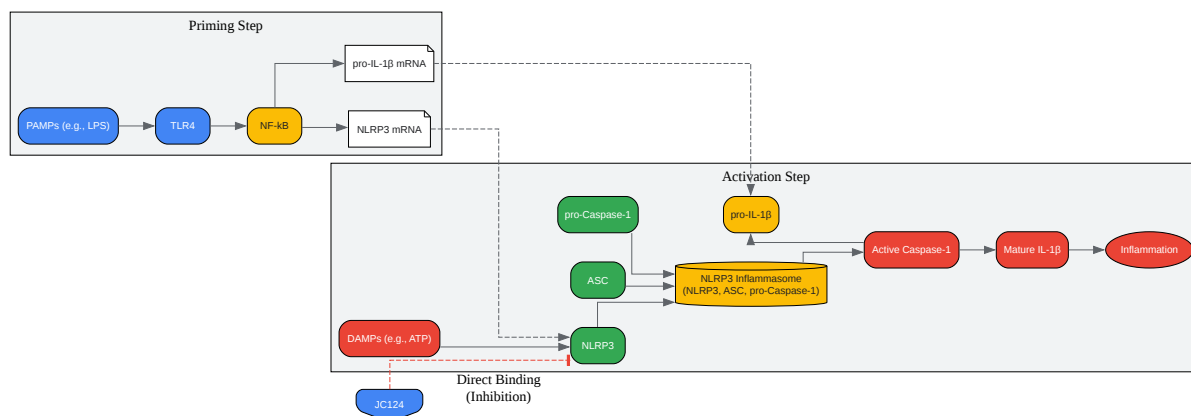 Priming Step
pro-IL-1β mRNA
PAMPs (e.g., LPS)
TLR4
NF-kB
NLRP3 mRNA
Activation Step
pro-Caspase-1
pro-IL-1β
Active Caspase-1
Mature IL-1β
Inflammation
ASC
NLRP3 Inflammasome
(NLRP3, ASC, pro-Caspase-1)
DAMPs (e.g., ATP)
NLRP3
Direct Binding
(Inhibition)
JC124